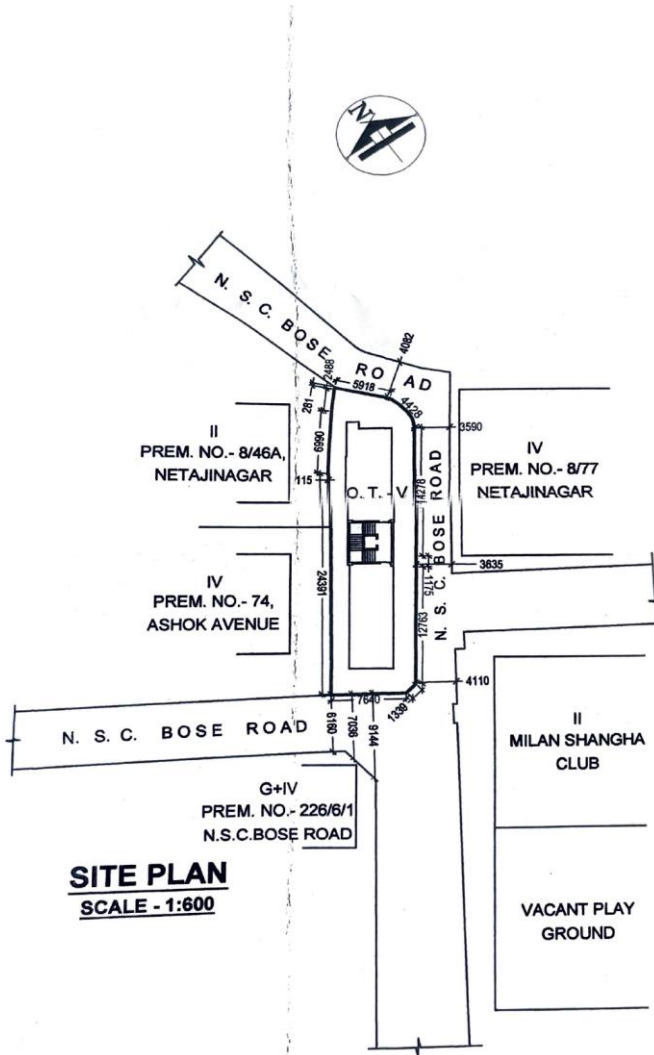 N
N. S. C. BOSE ROAD
4082
2488
5918
4428
281
3590
6990
II
PREM. NO.- 8/46A,
NETAJINAGAR
IV
PREM. NO.- 8/77
NETAJINAGAR
115
O. T. - V
14278
N. S. C. BOSE ROAD
3635
1175
IV
PREM. NO.- 74,
ASHOK AVENUE
24391
12763
4110
7640
1339
N. S. C. BOSE ROAD
6160
7036
9144
II
MILAN SHANGHA
CLUB
G+IV
PREM. NO.- 226/6/1
N.S.C.BOSE ROAD
SITE PLAN
SCALE - 1:600
VACANT PLAY
GROUND